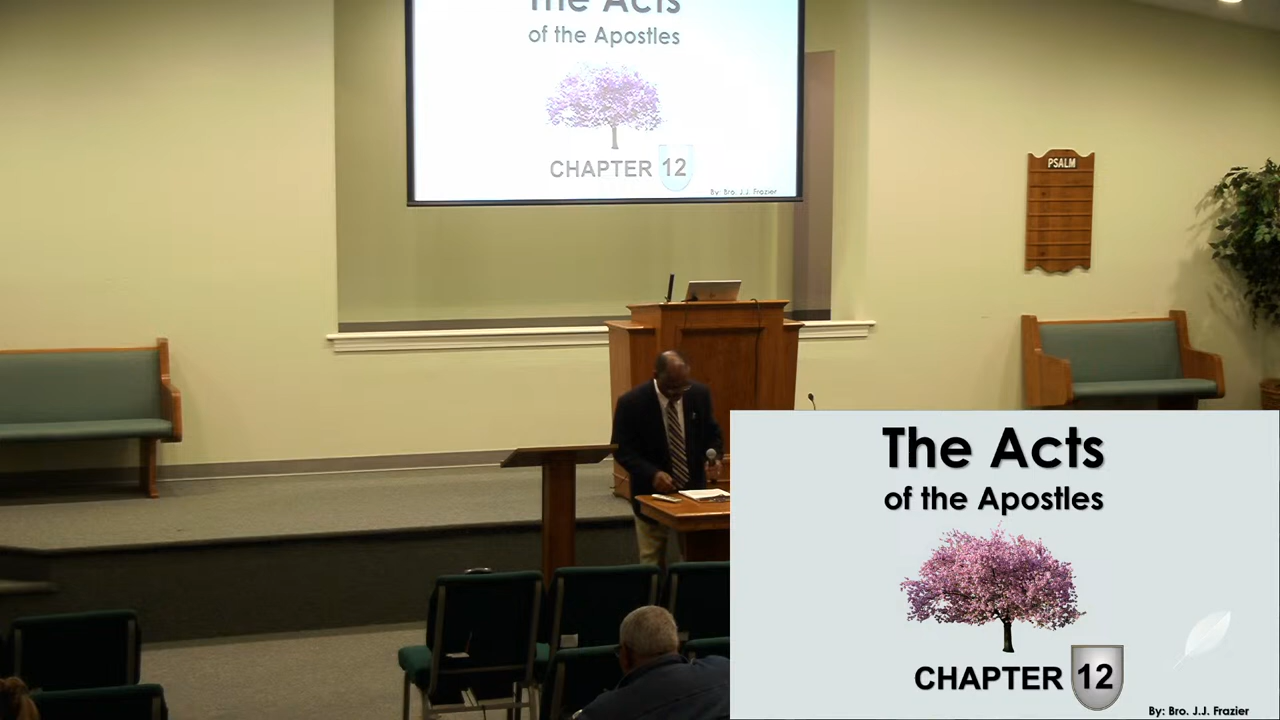 The Acts
of the Apostles
CHAPTER 12
By: Bro. J.J. Frazier
PSALM
The Acts
of the Apostles
CHAPTER 12
By: Bro. J.J. Frazier